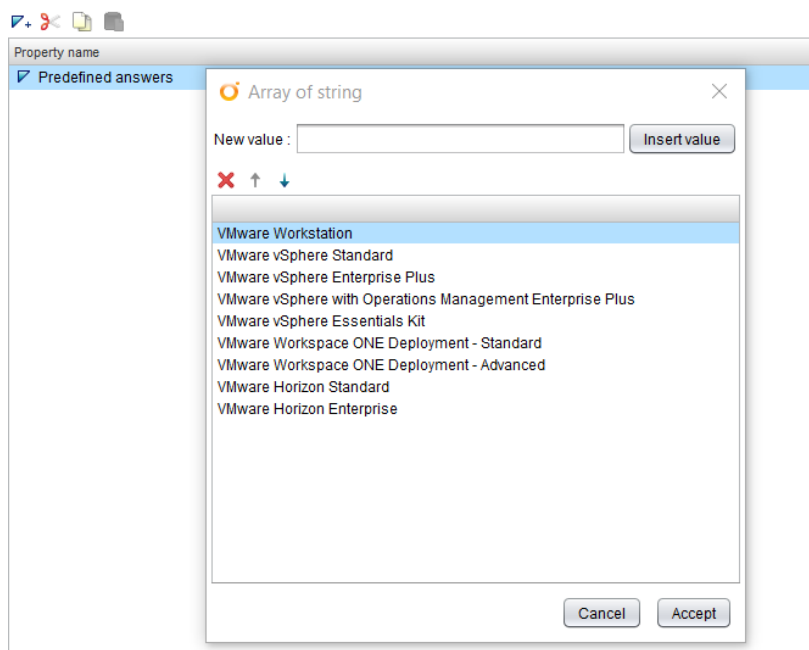 Property name
Predefined answers
Array of string
New value :
Insert value
VMware Workstation
VMware vSphere Standard
VMware vSphere Enterprise Plus
VMware vSphere with Operations Management Enterprise Plus
VMware vSphere Essentials Kit
VMware Workspace ONE Deployment - Standard
VMware Workspace ONE Deployment - Advanced
VMware Horizon Standard
VMware Horizon Enterprise
Cancel
Accept